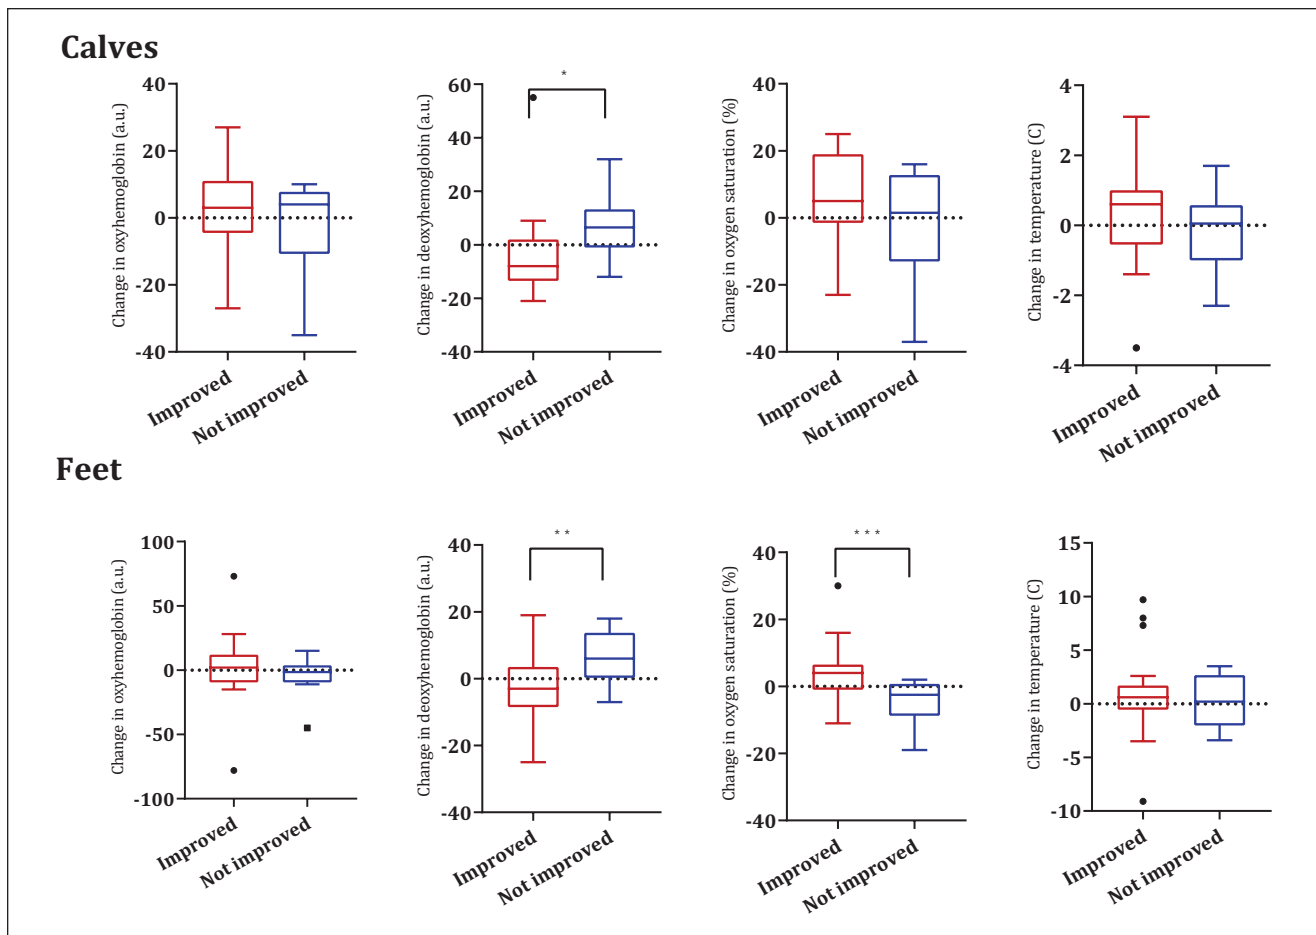 Calves
Change in oxyhemoglobin (a.u.)
40
20
0
-20
-40
Improved
Not improved
Change in deoxyhemoglobin (a.u.)
60
40
20
0
-20
-40
*
Improved
Not improved
Change in oxygen saturation (%)
40
20
0
-20
-40
Improved
Not improved
Change in temperature (C)
4
2
0
-2
-4
Improved
Not improved
Feet
Change in oxyhemoglobin (a.u.)
100
50
0
-50
-100
Improved
Not improved
Change in deoxyhemoglobin (a.u.)
40
20
0
-20
-40
**
Improved
Not improved
Change in oxygen saturation (%)
40
20
0
-20
-40
***
Improved
Not improved
Change in temperature (C)
15
10
5
0
-5
-10
Improved
Not improved